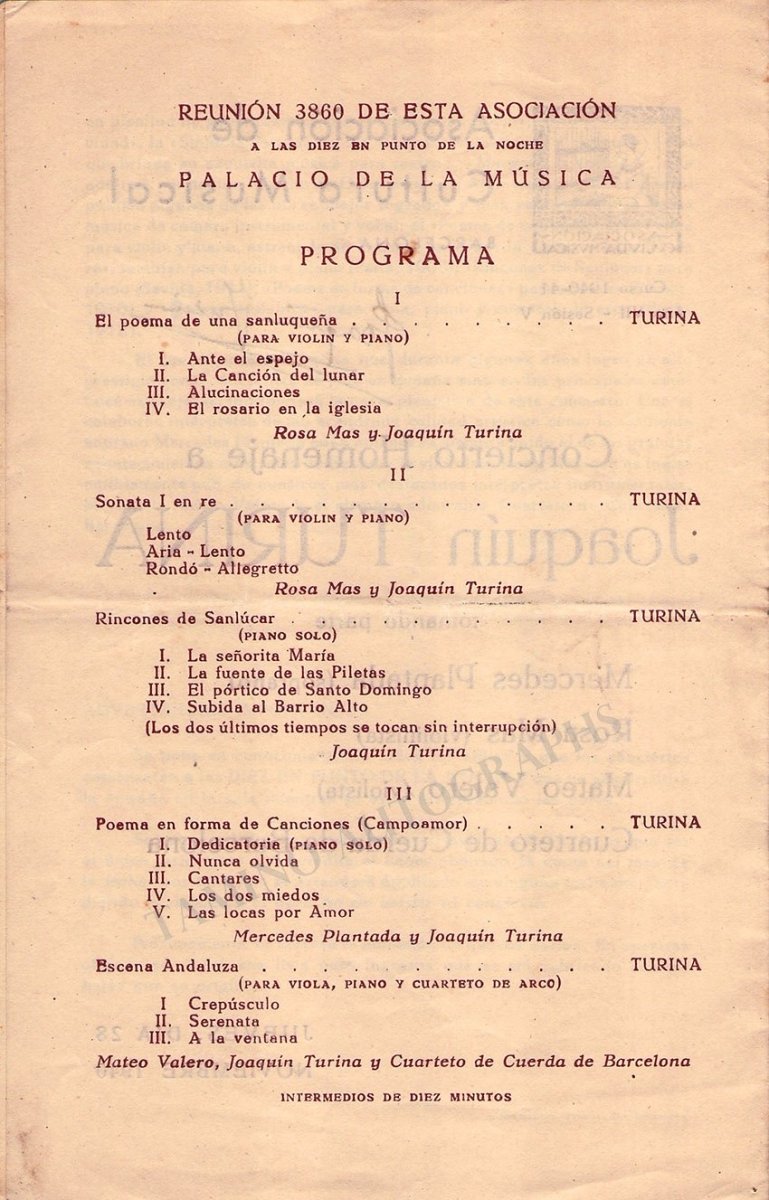 REUNIÓN 3860 DE ESTA ASOCIACIÓN
A LAS DIEZ EN PUNTO DE LA NOCHE
PALACIO DE LA MÚSICA
PROGRAMA
I
El poema de una sanluqueña . . . . . . . . . . TURINA
(PARA VIOLIN Y PIANO)
I. Ante el espejo
II. La Canción del lunar
III. Alucinaciones
IV. El rosario en la iglesia
Rosa Mas y Joaquín Turina
II
Sonata I en re . . . . . . . . . . . . . TURINA
(PARA VIOLIN Y PIANO)
Lento
Aria - Lento
Rondó - Allegretto
Rosa Mas y Joaquín Turina
Rincones de Sanlúcar . . . . . . . . . . . TURINA
(PIANO SOLO)
I. La señorita María
II. La fuente de las Piletas
III. El pórtico de Santo Domingo
IV. Subida al Barrio Alto
(Los dos últimos tiempos se tocan sin interrupción)
Joaquín Turina
III
Poema en forma de Canciones (Campoamor) . . . . . TURINA
I. Dedicatoria (PIANO SOLO)
II. Nunca olvida
III. Cantares
IV. Los dos miedos
V. Las locas por Amor
Mercedes Plantada y Joaquín Turina
Escena Andaluza . . . . . . . . . . . . TURINA
(PARA VIOLA, PIANO Y CUARTETO DE ARCO)
I Crepúsculo
II. Serenata
III. A la ventana
Mateo Valero, Joaquín Turina y Cuarteto de Cuerda de Barcelona
INTERMEDIOS DE DIEZ MINUTOS
TAMINO AUTOGRAPHS